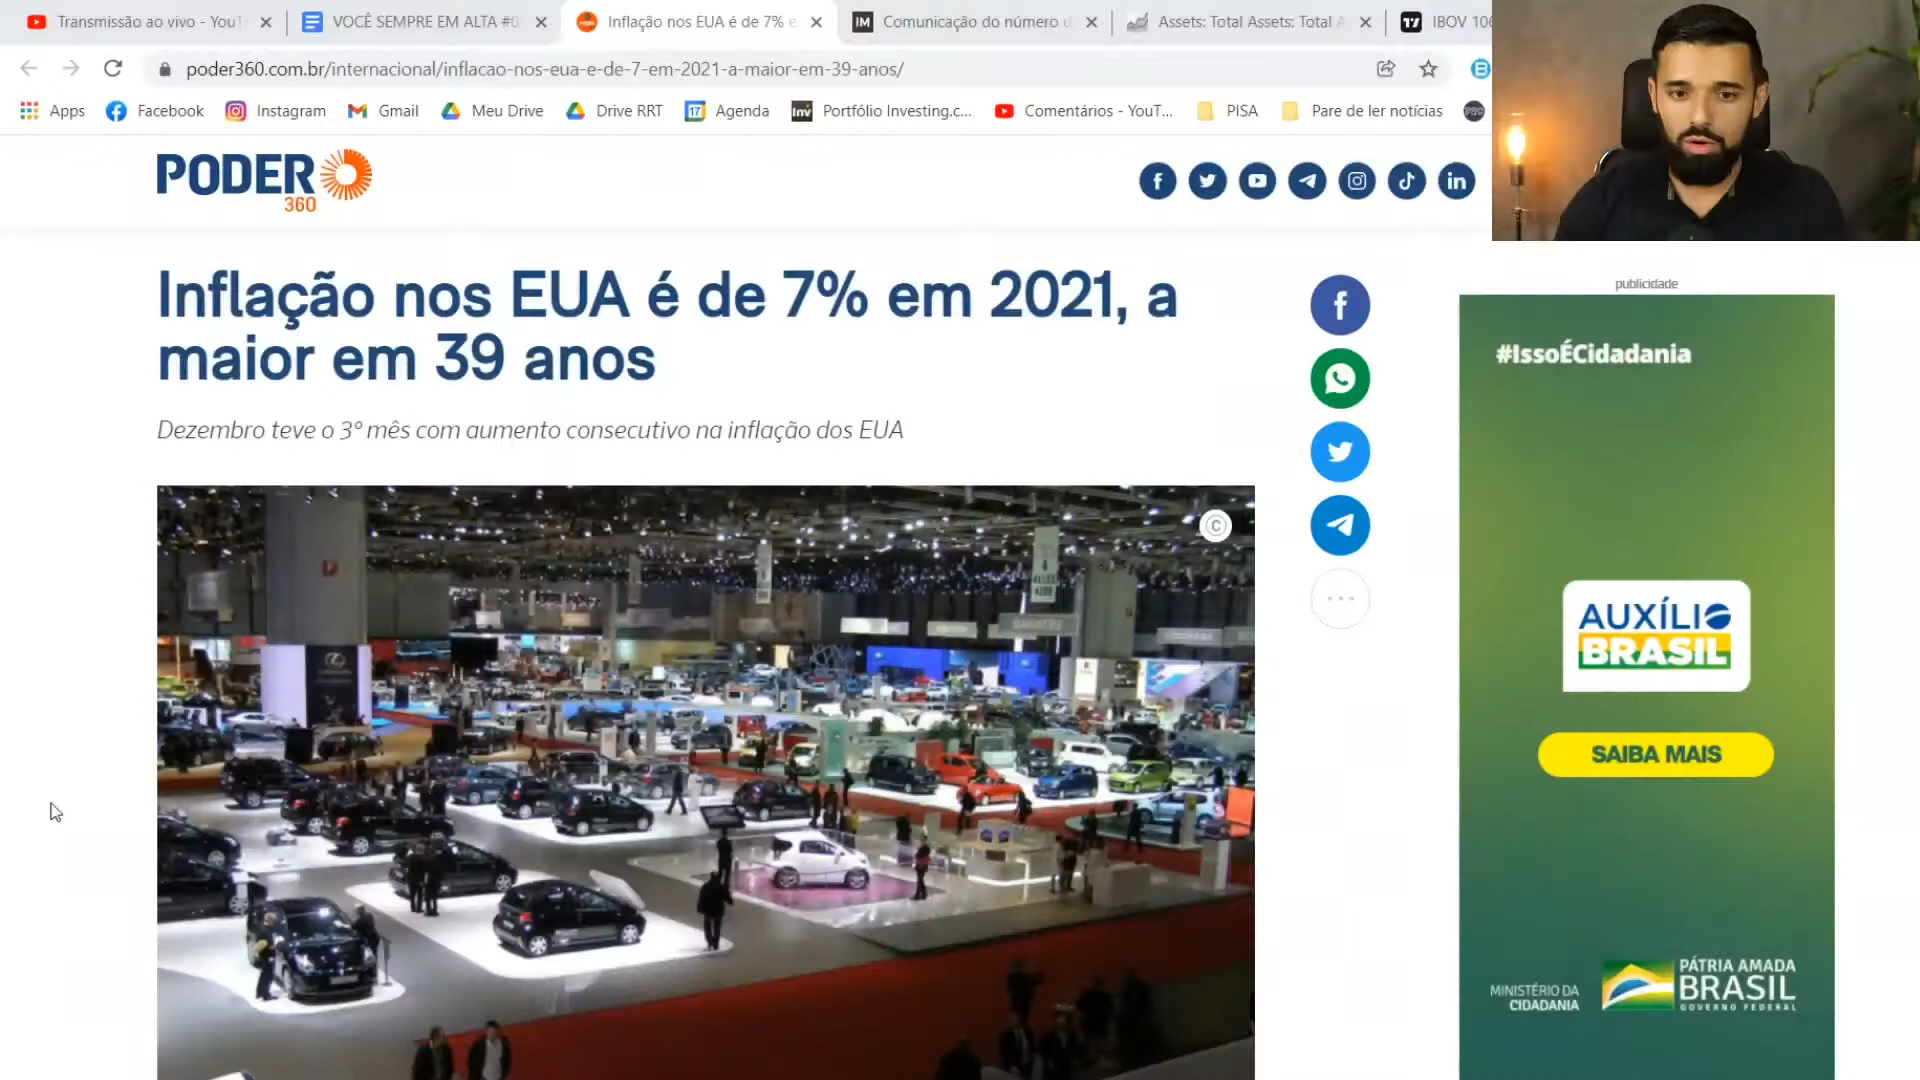 Transmissão ao vivo - YouT
VOCÊ SEMPRE EM ALTA #0
Inflação nos EUA é de 7% e
IM
Comunicação do número d
Assets: Total Assets: Total A
IBOV 106
poder360.com.br/internacional/inflacao-nos-eua-e-de-7-em-2021-a-maior-em-39-anos/
Apps
Facebook
Instagram
Gmail
Meu Drive
Drive RRT
17
Agenda
Inv
Portfólio Investing.c...
Comentários - YouT...
PISA
Pare de ler notícias
PODER
360
Inflação nos EUA é de 7% em 2021, a
maior em 39 anos
Dezembro teve o 3º mês com aumento consecutivo na inflação dos EUA
©
publicidade
#IssoÉCidadania
AUXÍLIO
BRASIL
SAIBA MAIS
MINISTÉRIO DA
CIDADANIA
PÁTRIA AMADA
BRASIL
GOVERNO FEDERAL